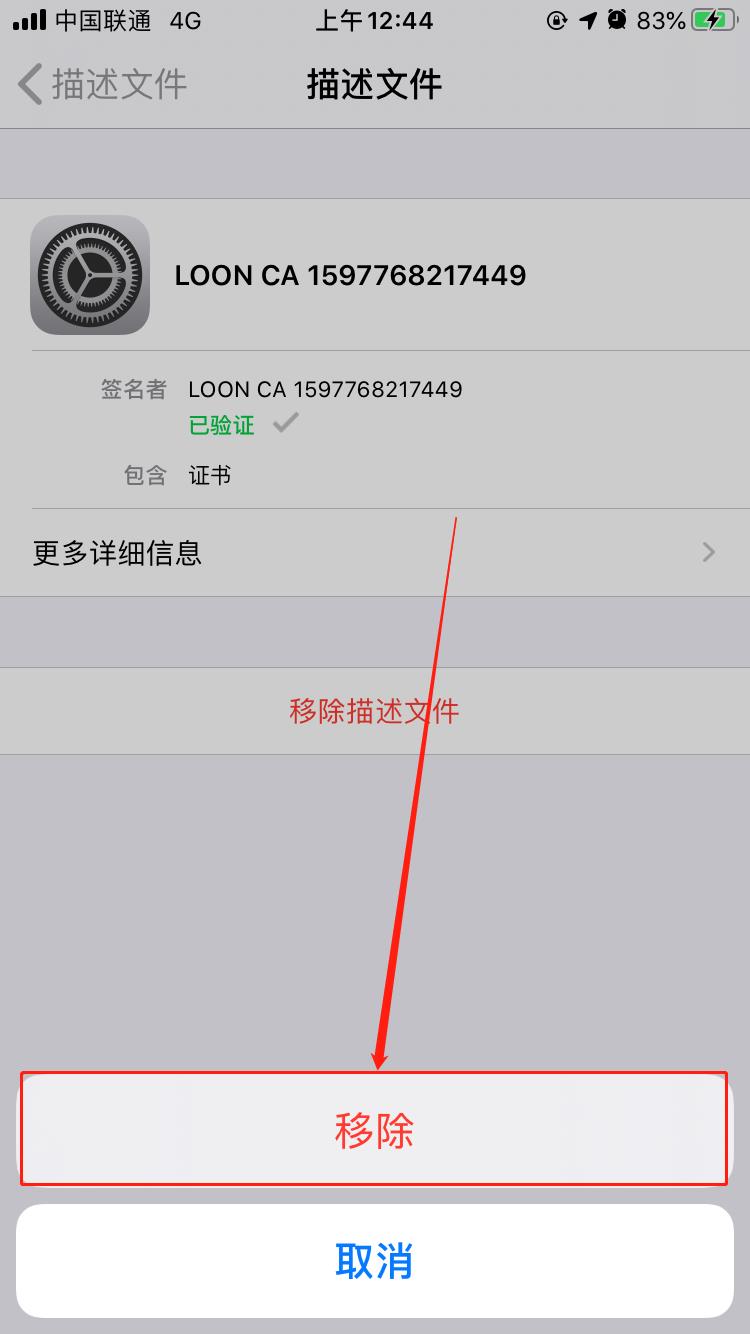 中国联通 4G 上午12:44 83%
描述文件 描述文件
LOON CA 1597768217449
签名者 LOON CA 1597768217449
已验证
包含 证书
更多详细信息
移除描述文件
移除
取消